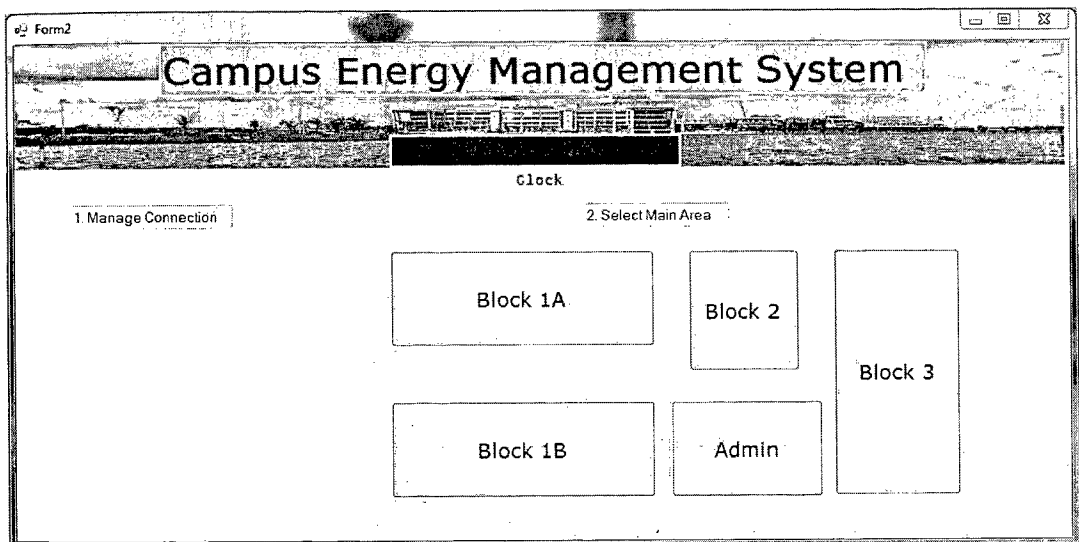 Form2
Campus Energy Management System
Clock
1. Manage Connection
2. Select Main Area
Block 1A
Block 2
Block 3
Block 1B
Admin